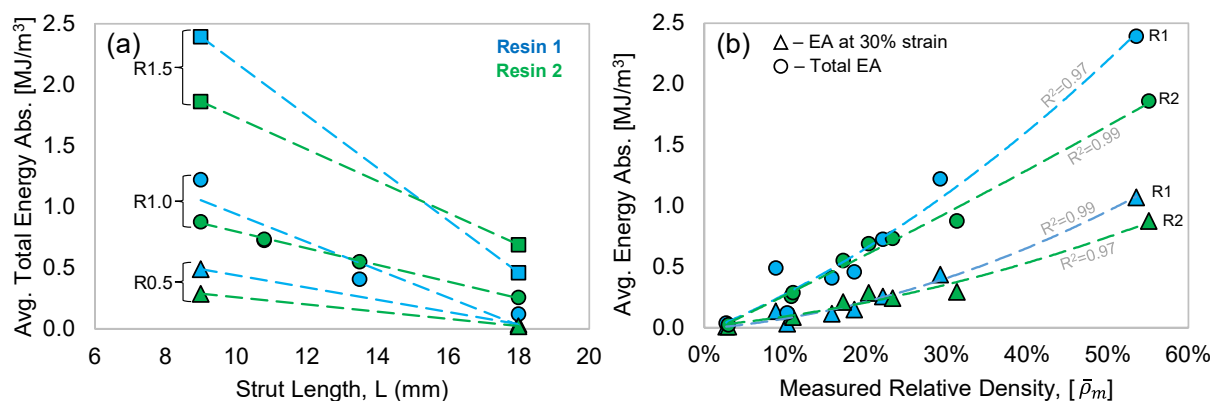 (a)
Resin 1
Resin 2
Avg. Total Energy Abs. [MJ/m³]
2.5
2.0
1.5
1.0
0.5
0.0
R1.5
R1.0
R0.5
6
8
10
12
14
16
18
20
Strut Length, L (mm)
(b)
– EA at 30% strain
– Total EA
Avg. Energy Abs. [MJ/m³]
2.5
2.0
1.5
1.0
0.5
0.0
R1
R²=0.97
R2
R²=0.99
R1
R²=0.99
R2
R²=0.97
0%
10%
20%
30%
40%
50%
60%
Measured Relative Density, [ρ̄ₘ]